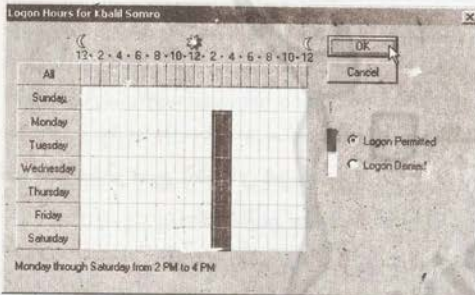 Logon Hours for Kbalil Somro
12 · 2 · 4 · 6 · 8 · 10 · 12 · 2 · 4 · 6 · 8 · 10 · 12
OK
Cancel
All
Sunday
Monday
Tuesday
Wednesday
Thursday
Friday
Saturday
Logon Permitted
Logon Denied
Monday through Saturday from 2 PM to 4 PM